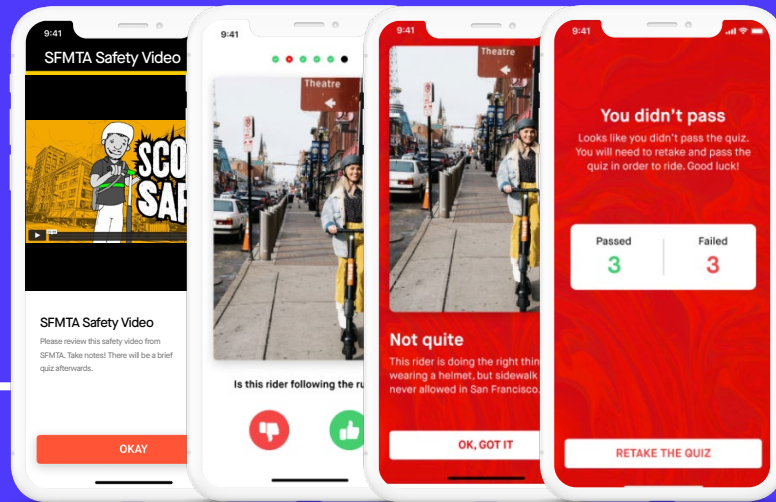 9:41
SFMTA Safety Video
SCO
SAF
SFMTA Safety Video
Please review this safety video from
SFMTA. Take notes! There will be a brief
quiz afterwards.
OKAY
9:41
Theatre
Is this rider following the ru
9:41
Theatre
Not quite
This rider is doing the right thin
wearing a helmet, but sidewalk
never allowed in San Francisco.
OK, GOT IT
9:41
You didn't pass
Looks like you didn't pass the quiz.
You will need to retake and pass the
quiz in order to ride. Good luck!
Passed
Failed
3
3
RETAKE THE QUIZ